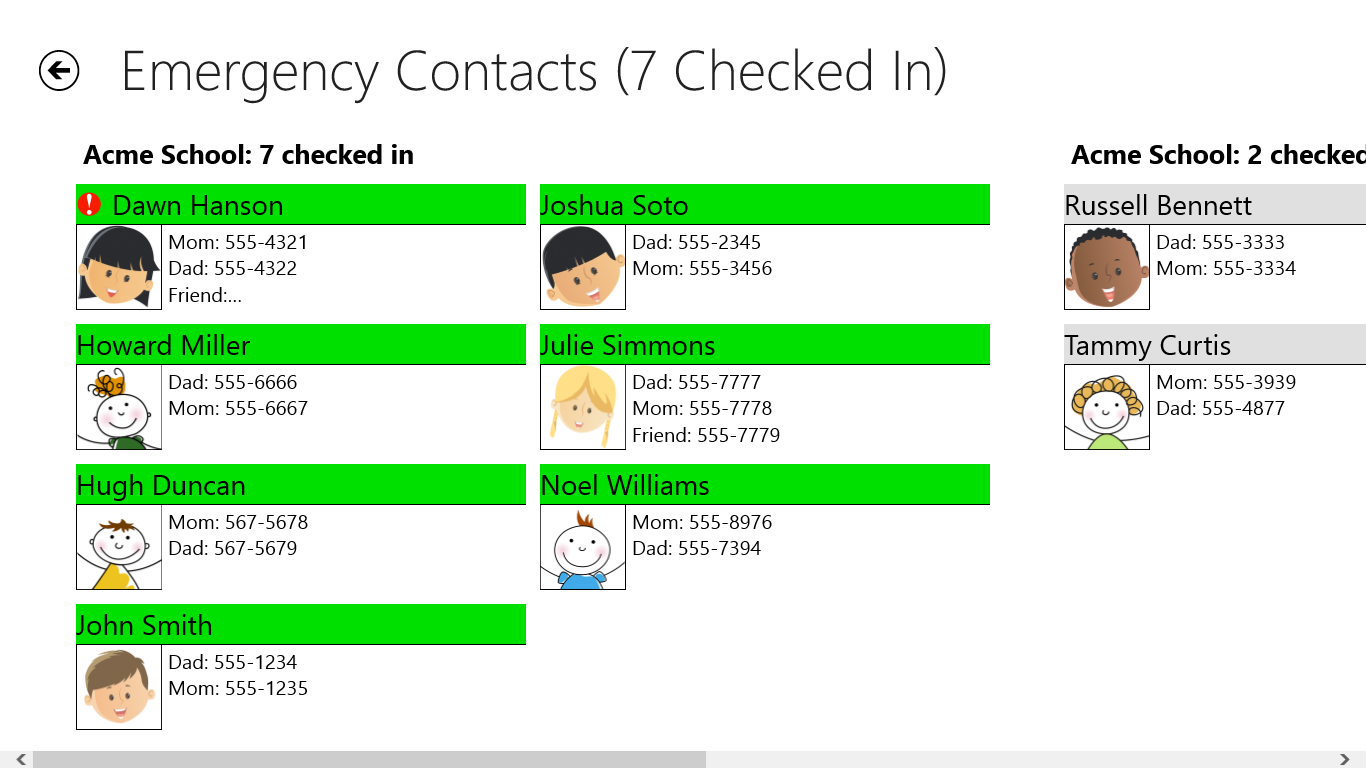 Emergency Contacts (7 Checked In)
Acme School: 7 checked in
Dawn Hanson
Mom: 555-4321
Dad: 555-4322
Friend:...
Howard Miller
Dad: 555-6666
Mom: 555-6667
Hugh Duncan
Mom: 567-5678
Dad: 567-5679
John Smith
Dad: 555-1234
Mom: 555-1235
Joshua Soto
Dad: 555-2345
Mom: 555-3456
Julie Simmons
Dad: 555-7777
Mom: 555-7778
Friend: 555-7779
Noel Williams
Mom: 555-8976
Dad: 555-7394
Acme School: 2 checked
Russell Bennett
Dad: 555-3333
Mom: 555-3334
Tammy Curtis
Mom: 555-3939
Dad: 555-4877